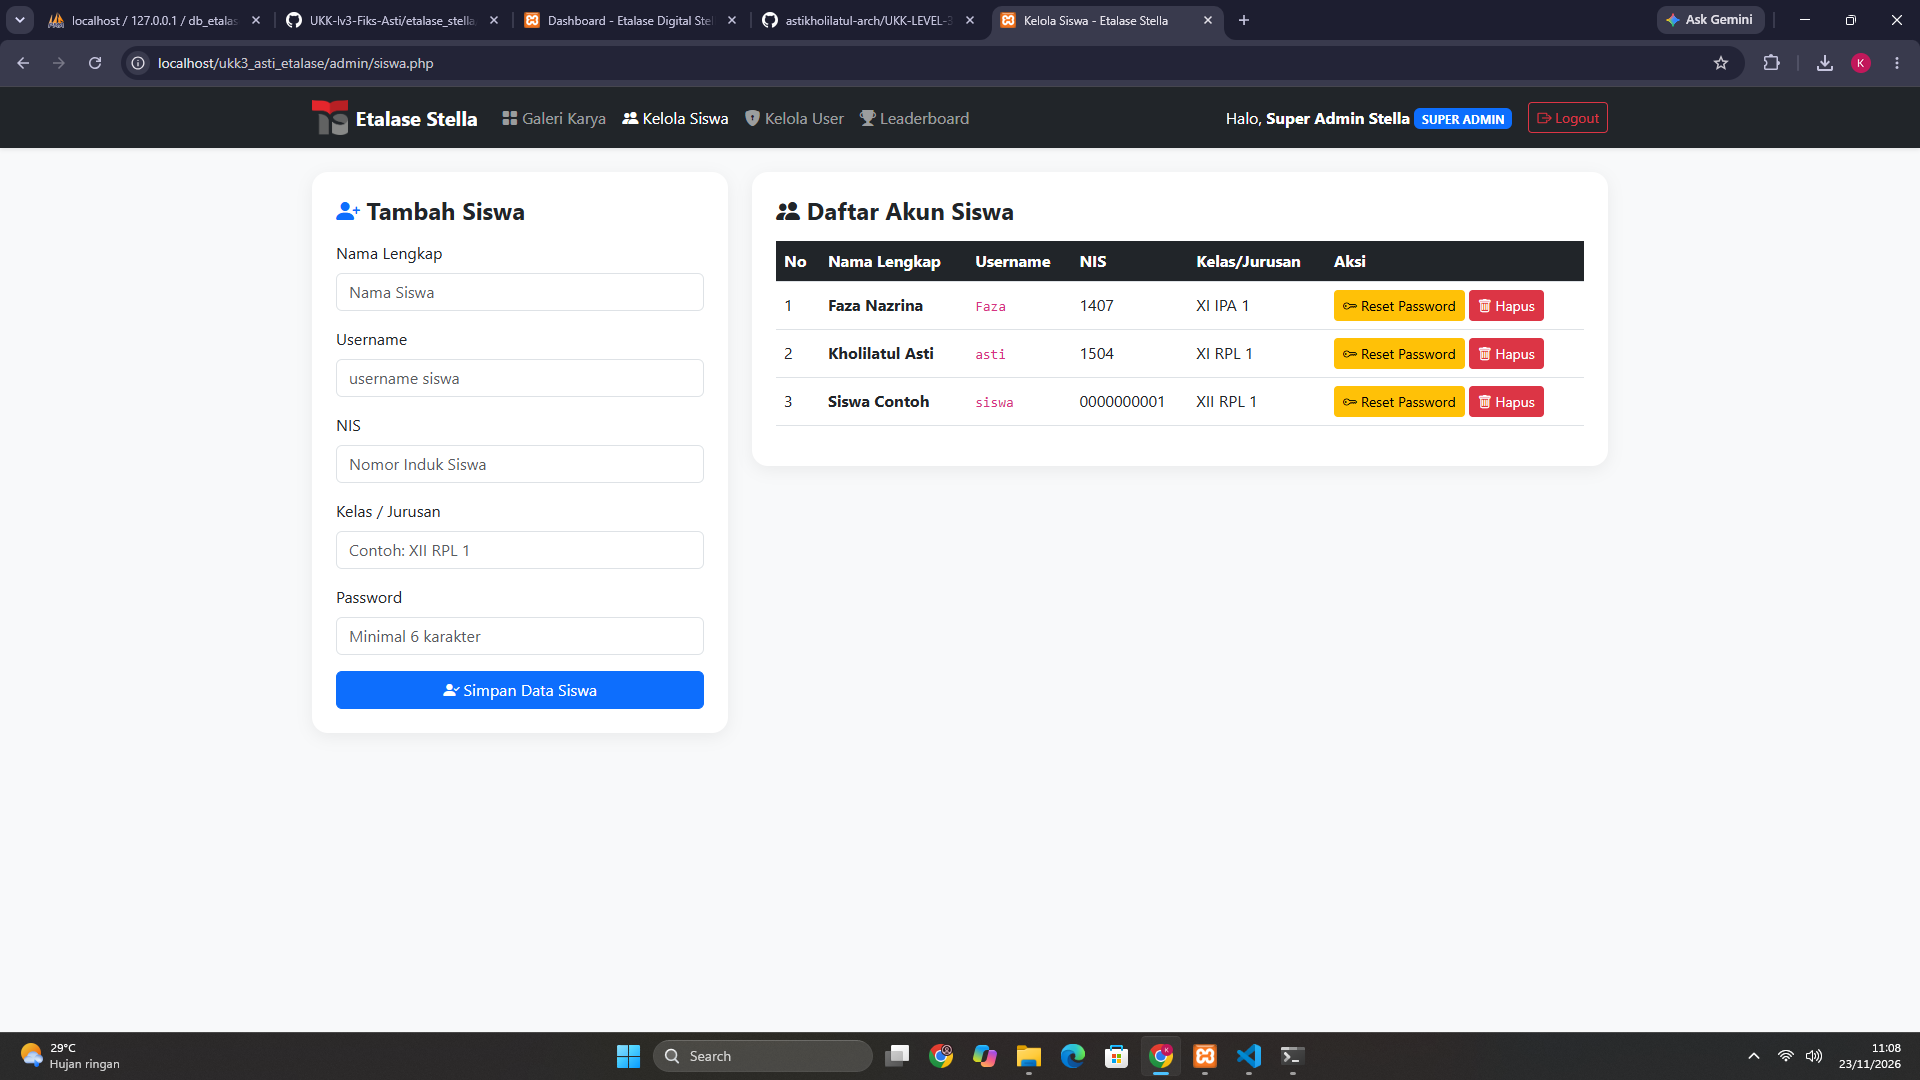 localhost / 127.0.0.1 / db_etalas
UKK-lv3-Fiks-Asti/etalase_stella
Dashboard - Etalase Digital Stel
astikholilatul-arch/UKK-LEVEL-3
Kelola Siswa - Etalase Stella
Ask Gemini
localhost/ukk3_asti_etalase/admin/siswa.php
K
Etalase Stella
Galeri Karya
Kelola Siswa
Kelola User
Leaderboard
Halo, Super Admin Stella SUPER ADMIN
Logout
Tambah Siswa
Nama Lengkap
Nama Siswa
Username
username siswa
NIS
Nomor Induk Siswa
Kelas / Jurusan
Contoh: XII RPL 1
Password
Minimal 6 karakter
Simpan Data Siswa
Daftar Akun Siswa
No Nama Lengkap Username NIS Kelas/Jurusan Aksi
1 Faza Nazrina Faza 1407 XI IPA 1 Reset Password Hapus
2 Kholilatul Asti asti 1504 XI RPL 1 Reset Password Hapus
3 Siswa Contoh siswa 0000000001 XII RPL 1 Reset Password Hapus
29°C
Hujan ringan
Search
11:08
23/11/2026